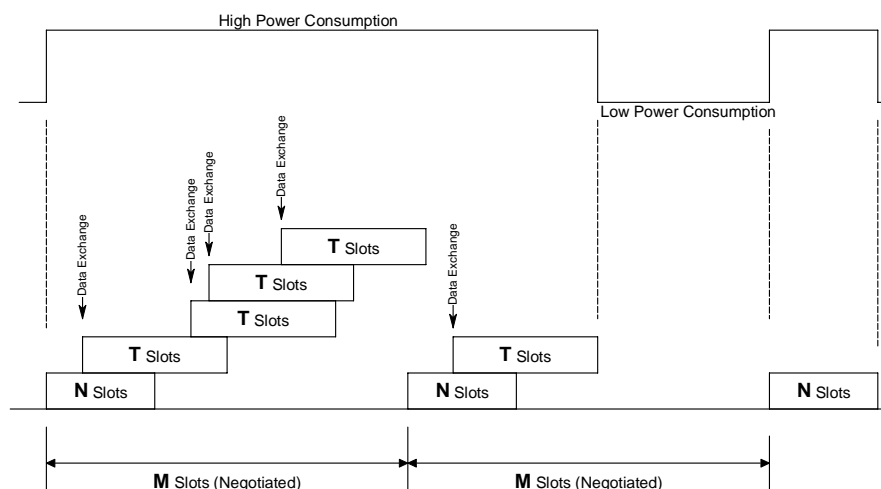 High Power Consumption
Low Power Consumption
Data Exchange
Data Exchange
Data Exchange
Data Exchange
Data Exchange
T Slots
T Slots
T Slots
T Slots
T Slots
N Slots
N Slots
N Slots
M Slots (Negotiated)
M Slots (Negotiated)